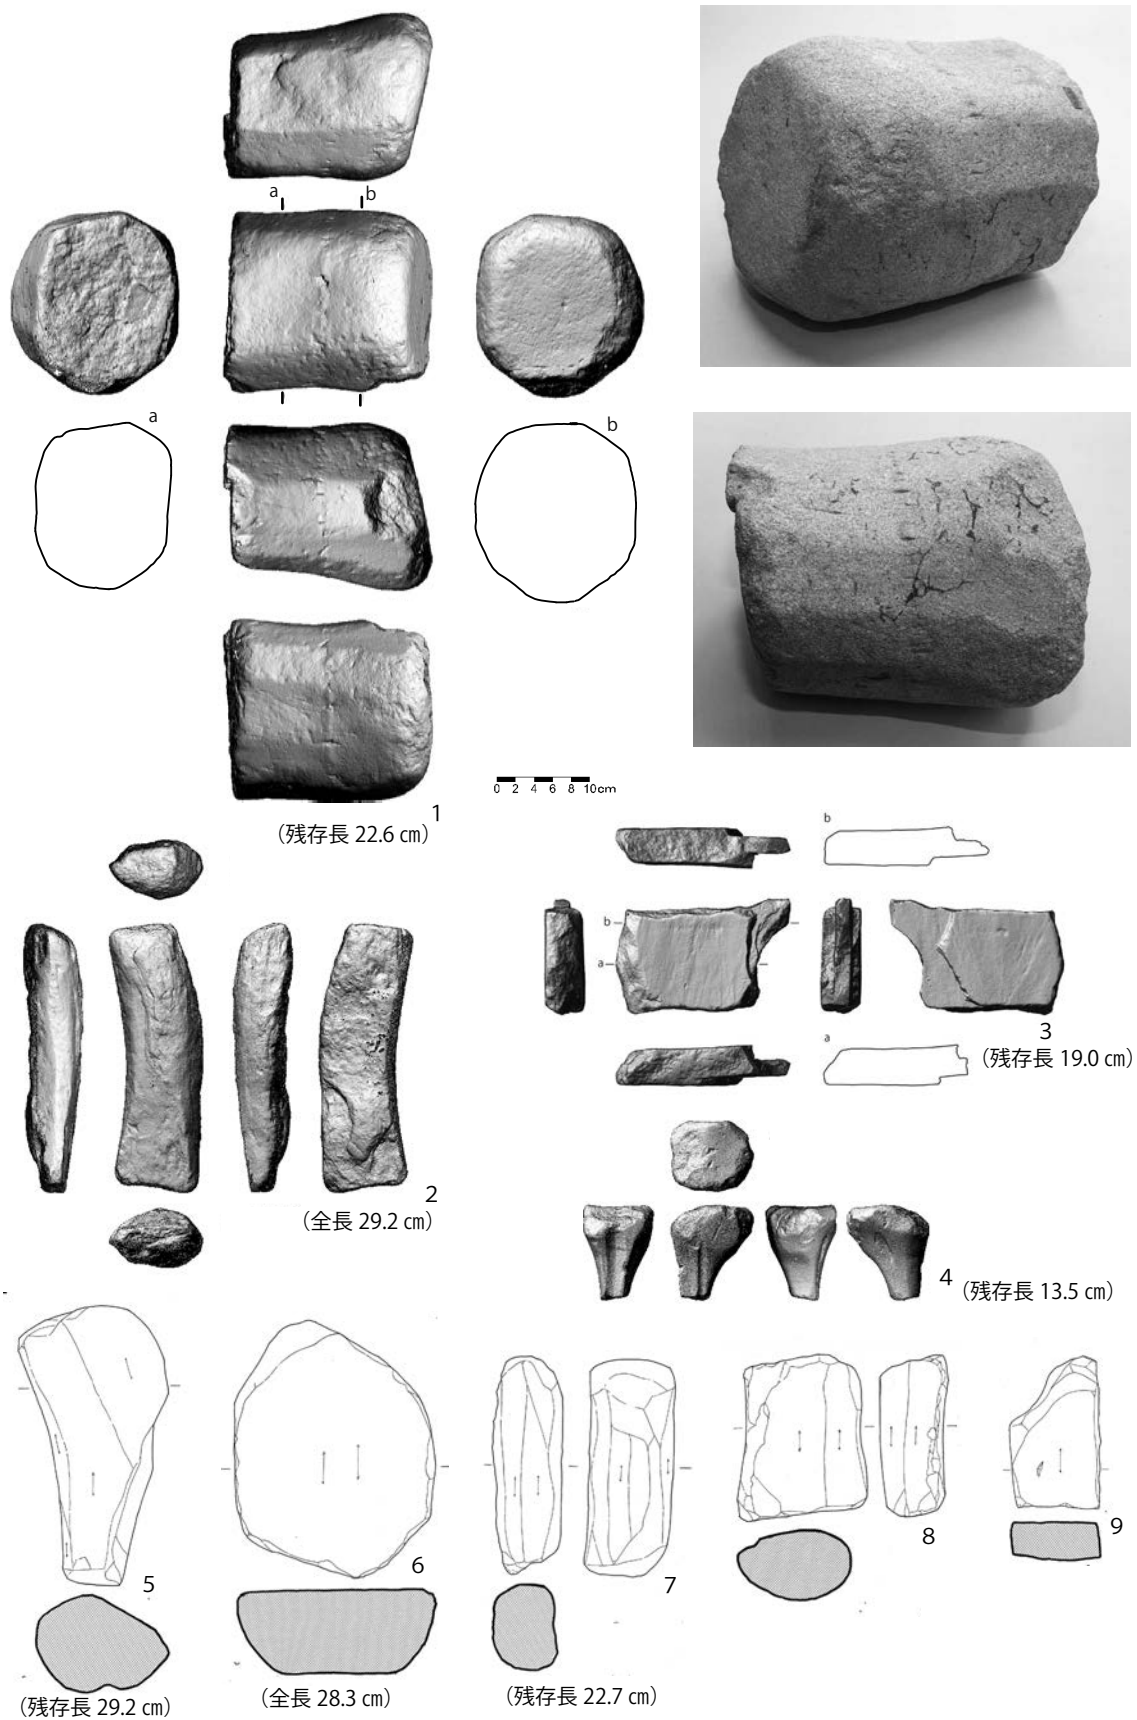 a
b
a
b
1
(残存長 22.6 ㎝)
0 2 4 6 8 10cm
b
b
a
3
(残存長 19.0 ㎝)
a
2
(全長 29.2 ㎝)
4
(残存長 13.5 ㎝)
5
(残存長 29.2 ㎝)
6
(全長 28.3 ㎝)
7
(残存長 22.7 ㎝)
8
9